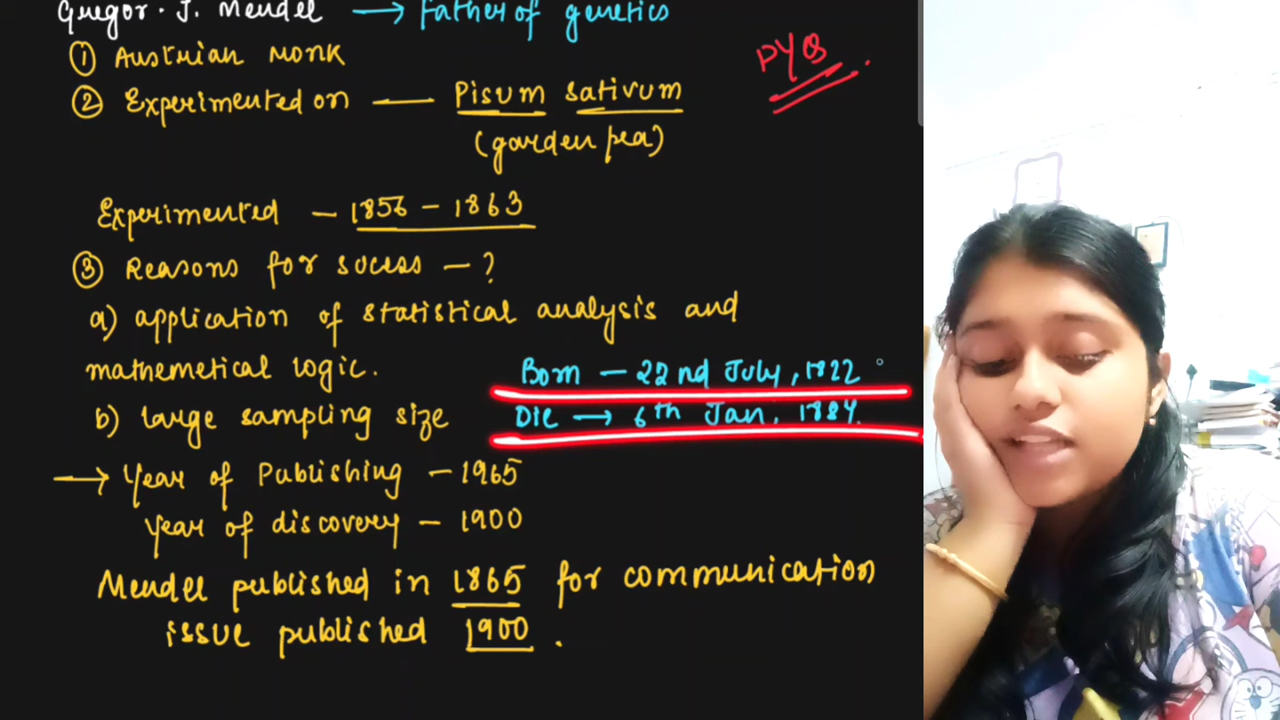 Gregor. J. Mendel → Father of genetics
① Austrian Monk
PYQ
② Experimented on — Pisum sativum
(garden pea)
Experimented - 1856 - 1863
③ Reasons for sucess - ?
a) application of statistical analysis and
mathemetical logic.
Born - 22nd July, 1822
b) large sampling size
Die → 6th Jan, 1884.
→ Year of Publishing - 1965
Year of discovery - 1900
Mendel published in 1865 for communication
issue published 1900.